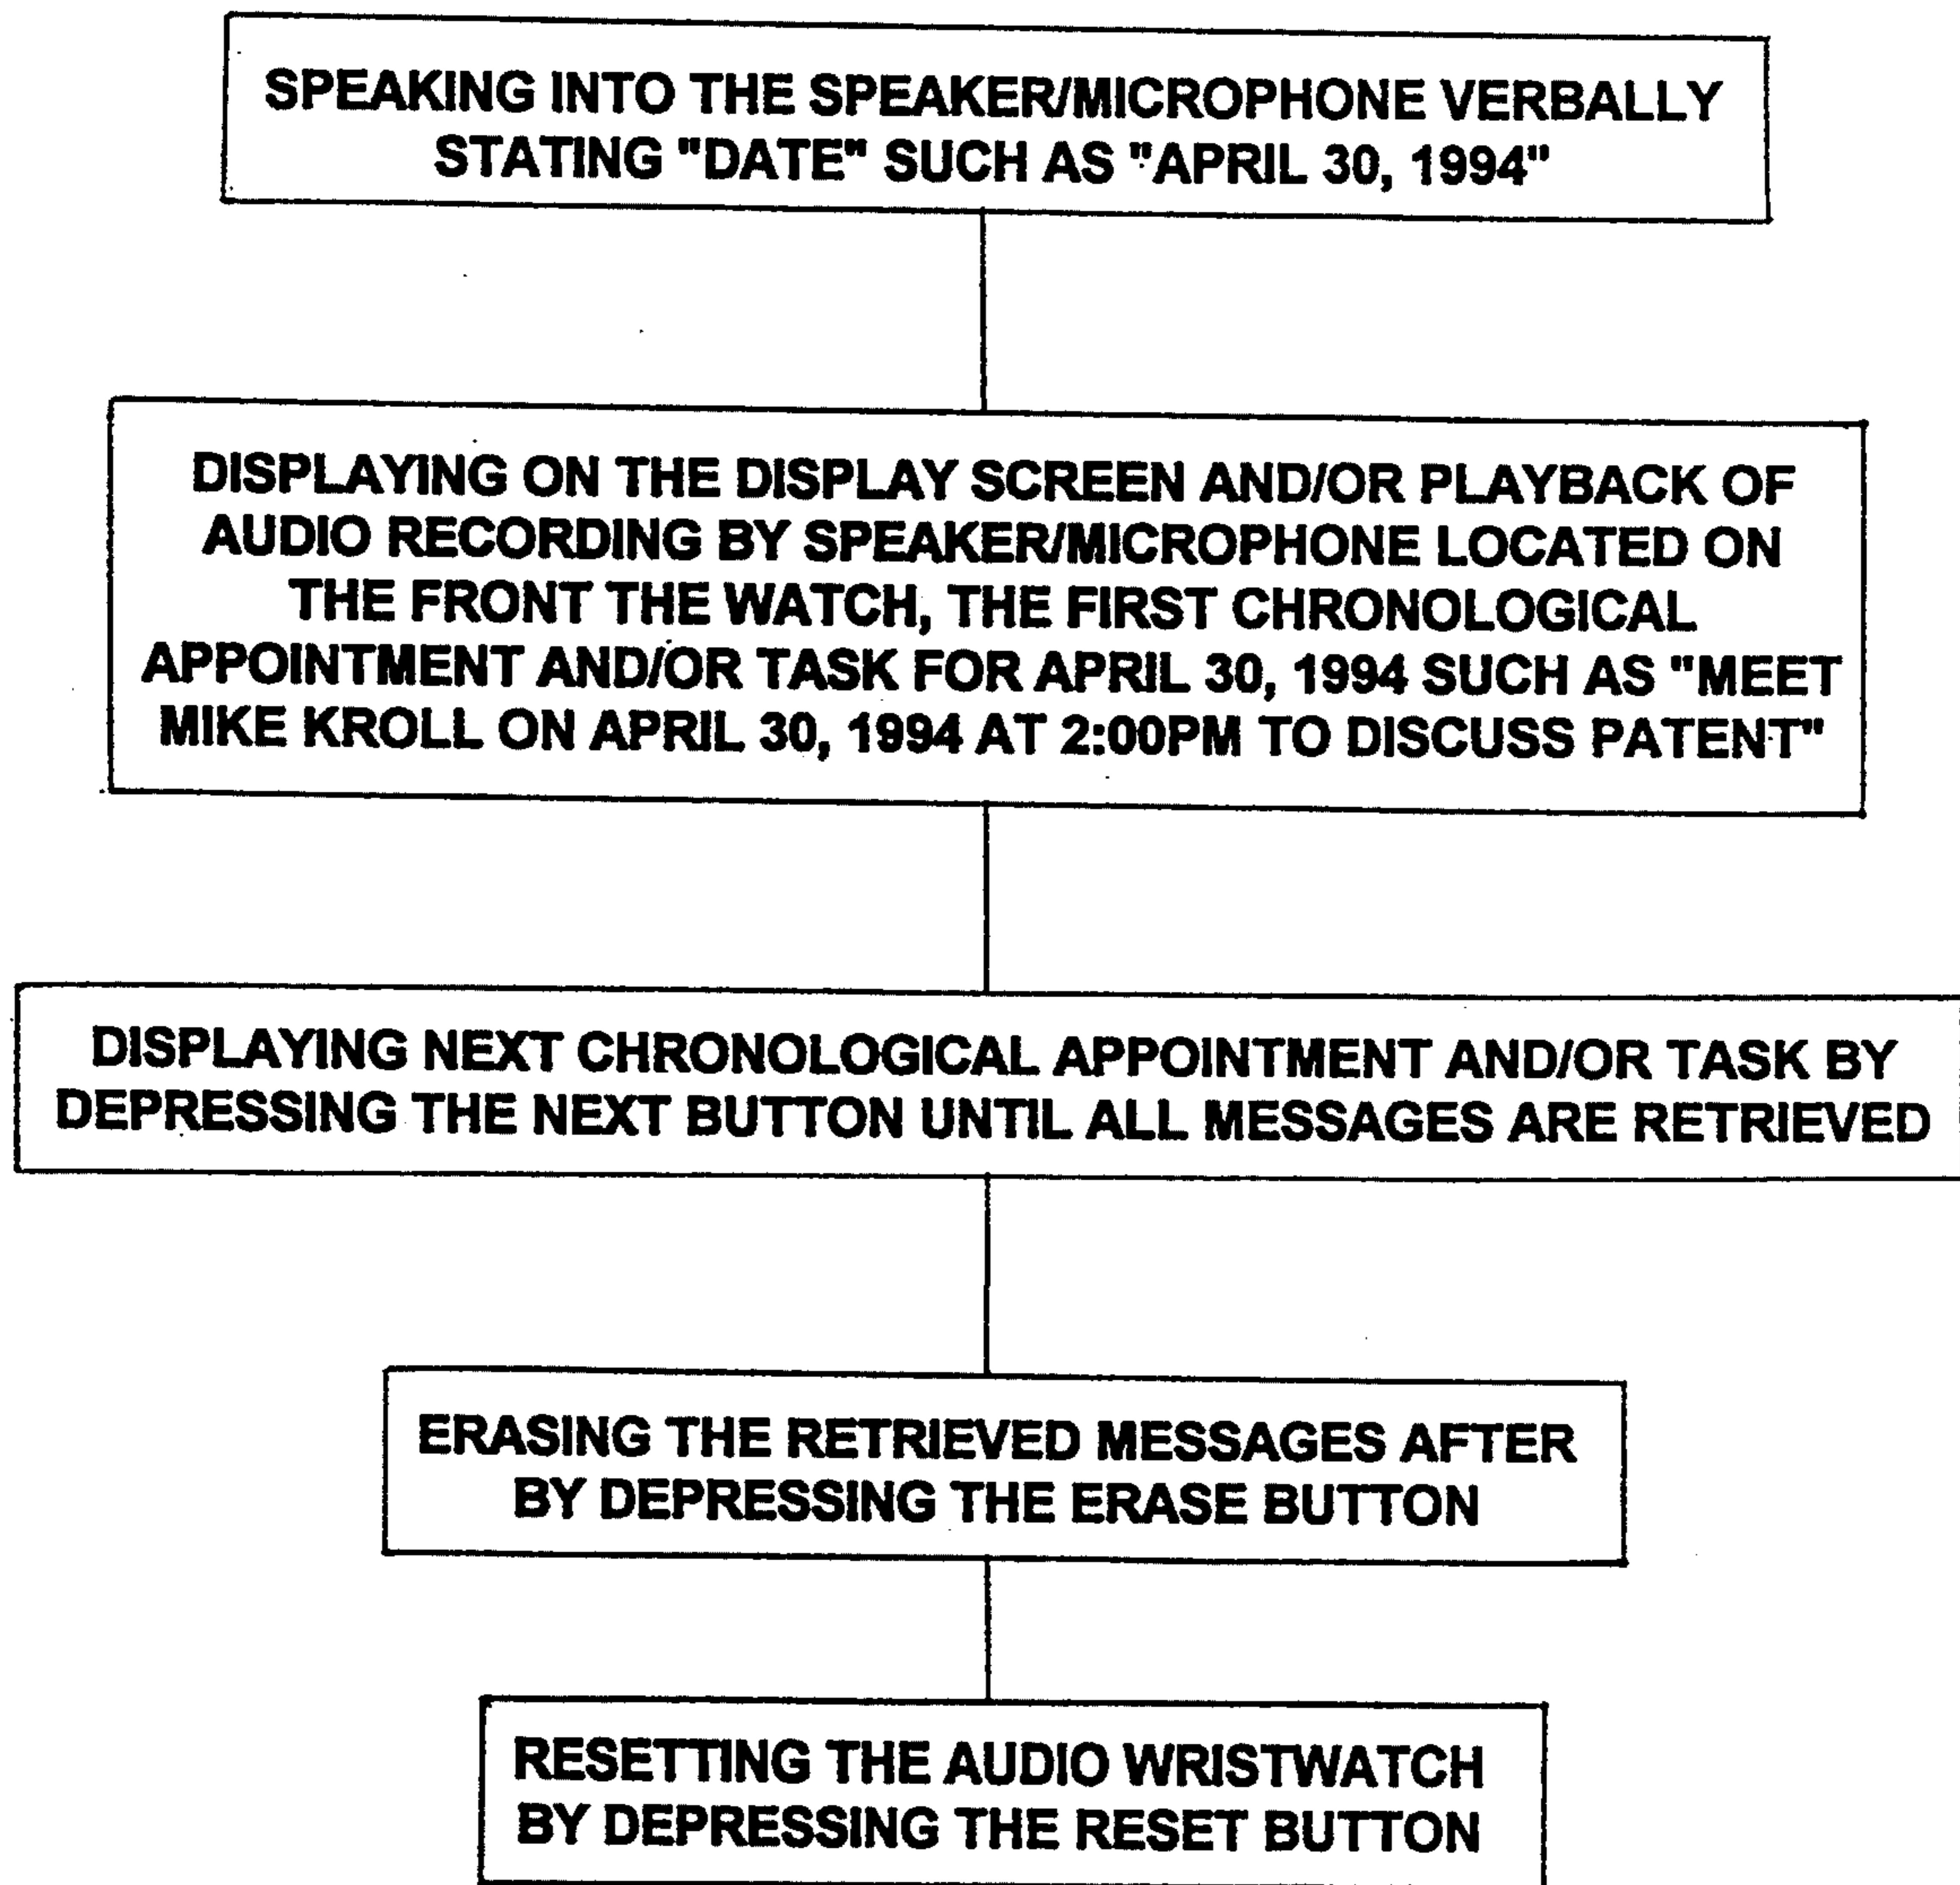 SPEAKING INTO THE SPEAKER/MICROPHONE VERBALLY
STATING "DATE" SUCH AS "APRIL 30, 1994"
DISPLAYING ON THE DISPLAY SCREEN AND/OR PLAYBACK OF
AUDIO RECORDING BY SPEAKER/MICROPHONE LOCATED ON
THE FRONT THE WATCH, THE FIRST CHRONOLOGICAL
APPOINTMENT AND/OR TASK FOR APRIL 30, 1994 SUCH AS "MEET
MIKE KROLL ON APRIL 30, 1994 AT 2:00PM TO DISCUSS PATENT"
DISPLAYING NEXT CHRONOLOGICAL APPOINTMENT AND/OR TASK BY
DEPRESSING THE NEXT BUTTON UNTIL ALL MESSAGES ARE RETRIEVED
ERASING THE RETRIEVED MESSAGES AFTER
BY DEPRESSING THE ERASE BUTTON
RESETTING THE AUDIO WRISTWATCH
BY DEPRESSING THE RESET BUTTON